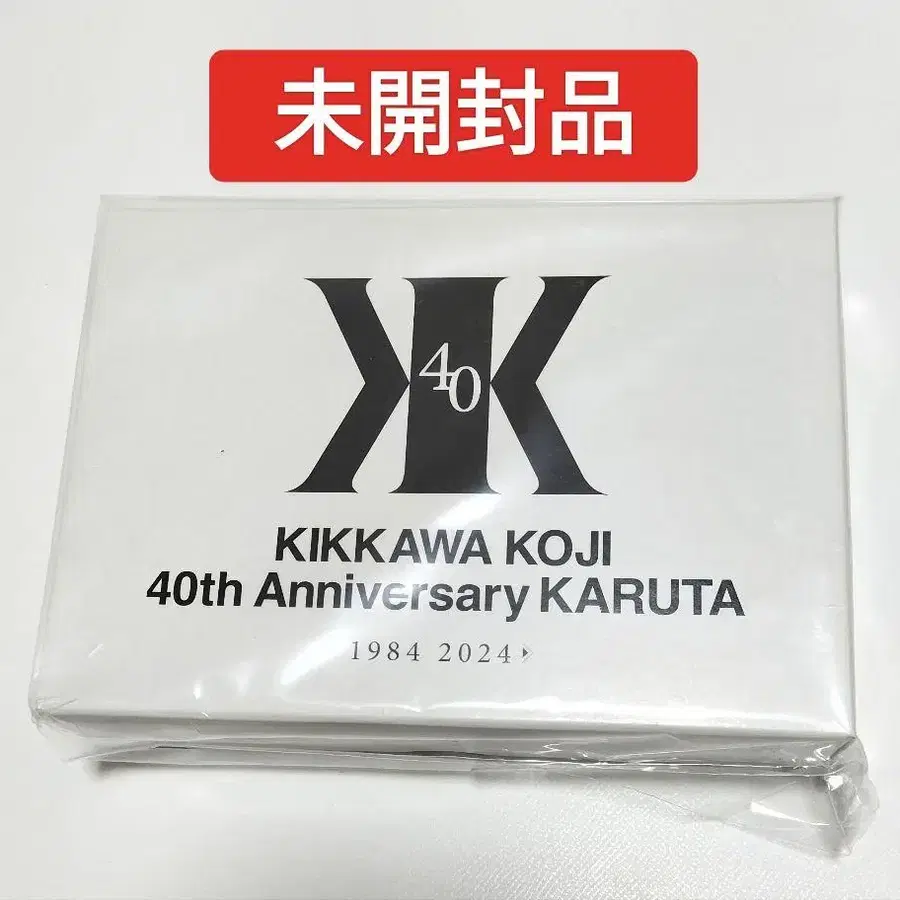 未開封品
40
KIKKAWA KOJI
40th Anniversary KARUTA
1984 2024